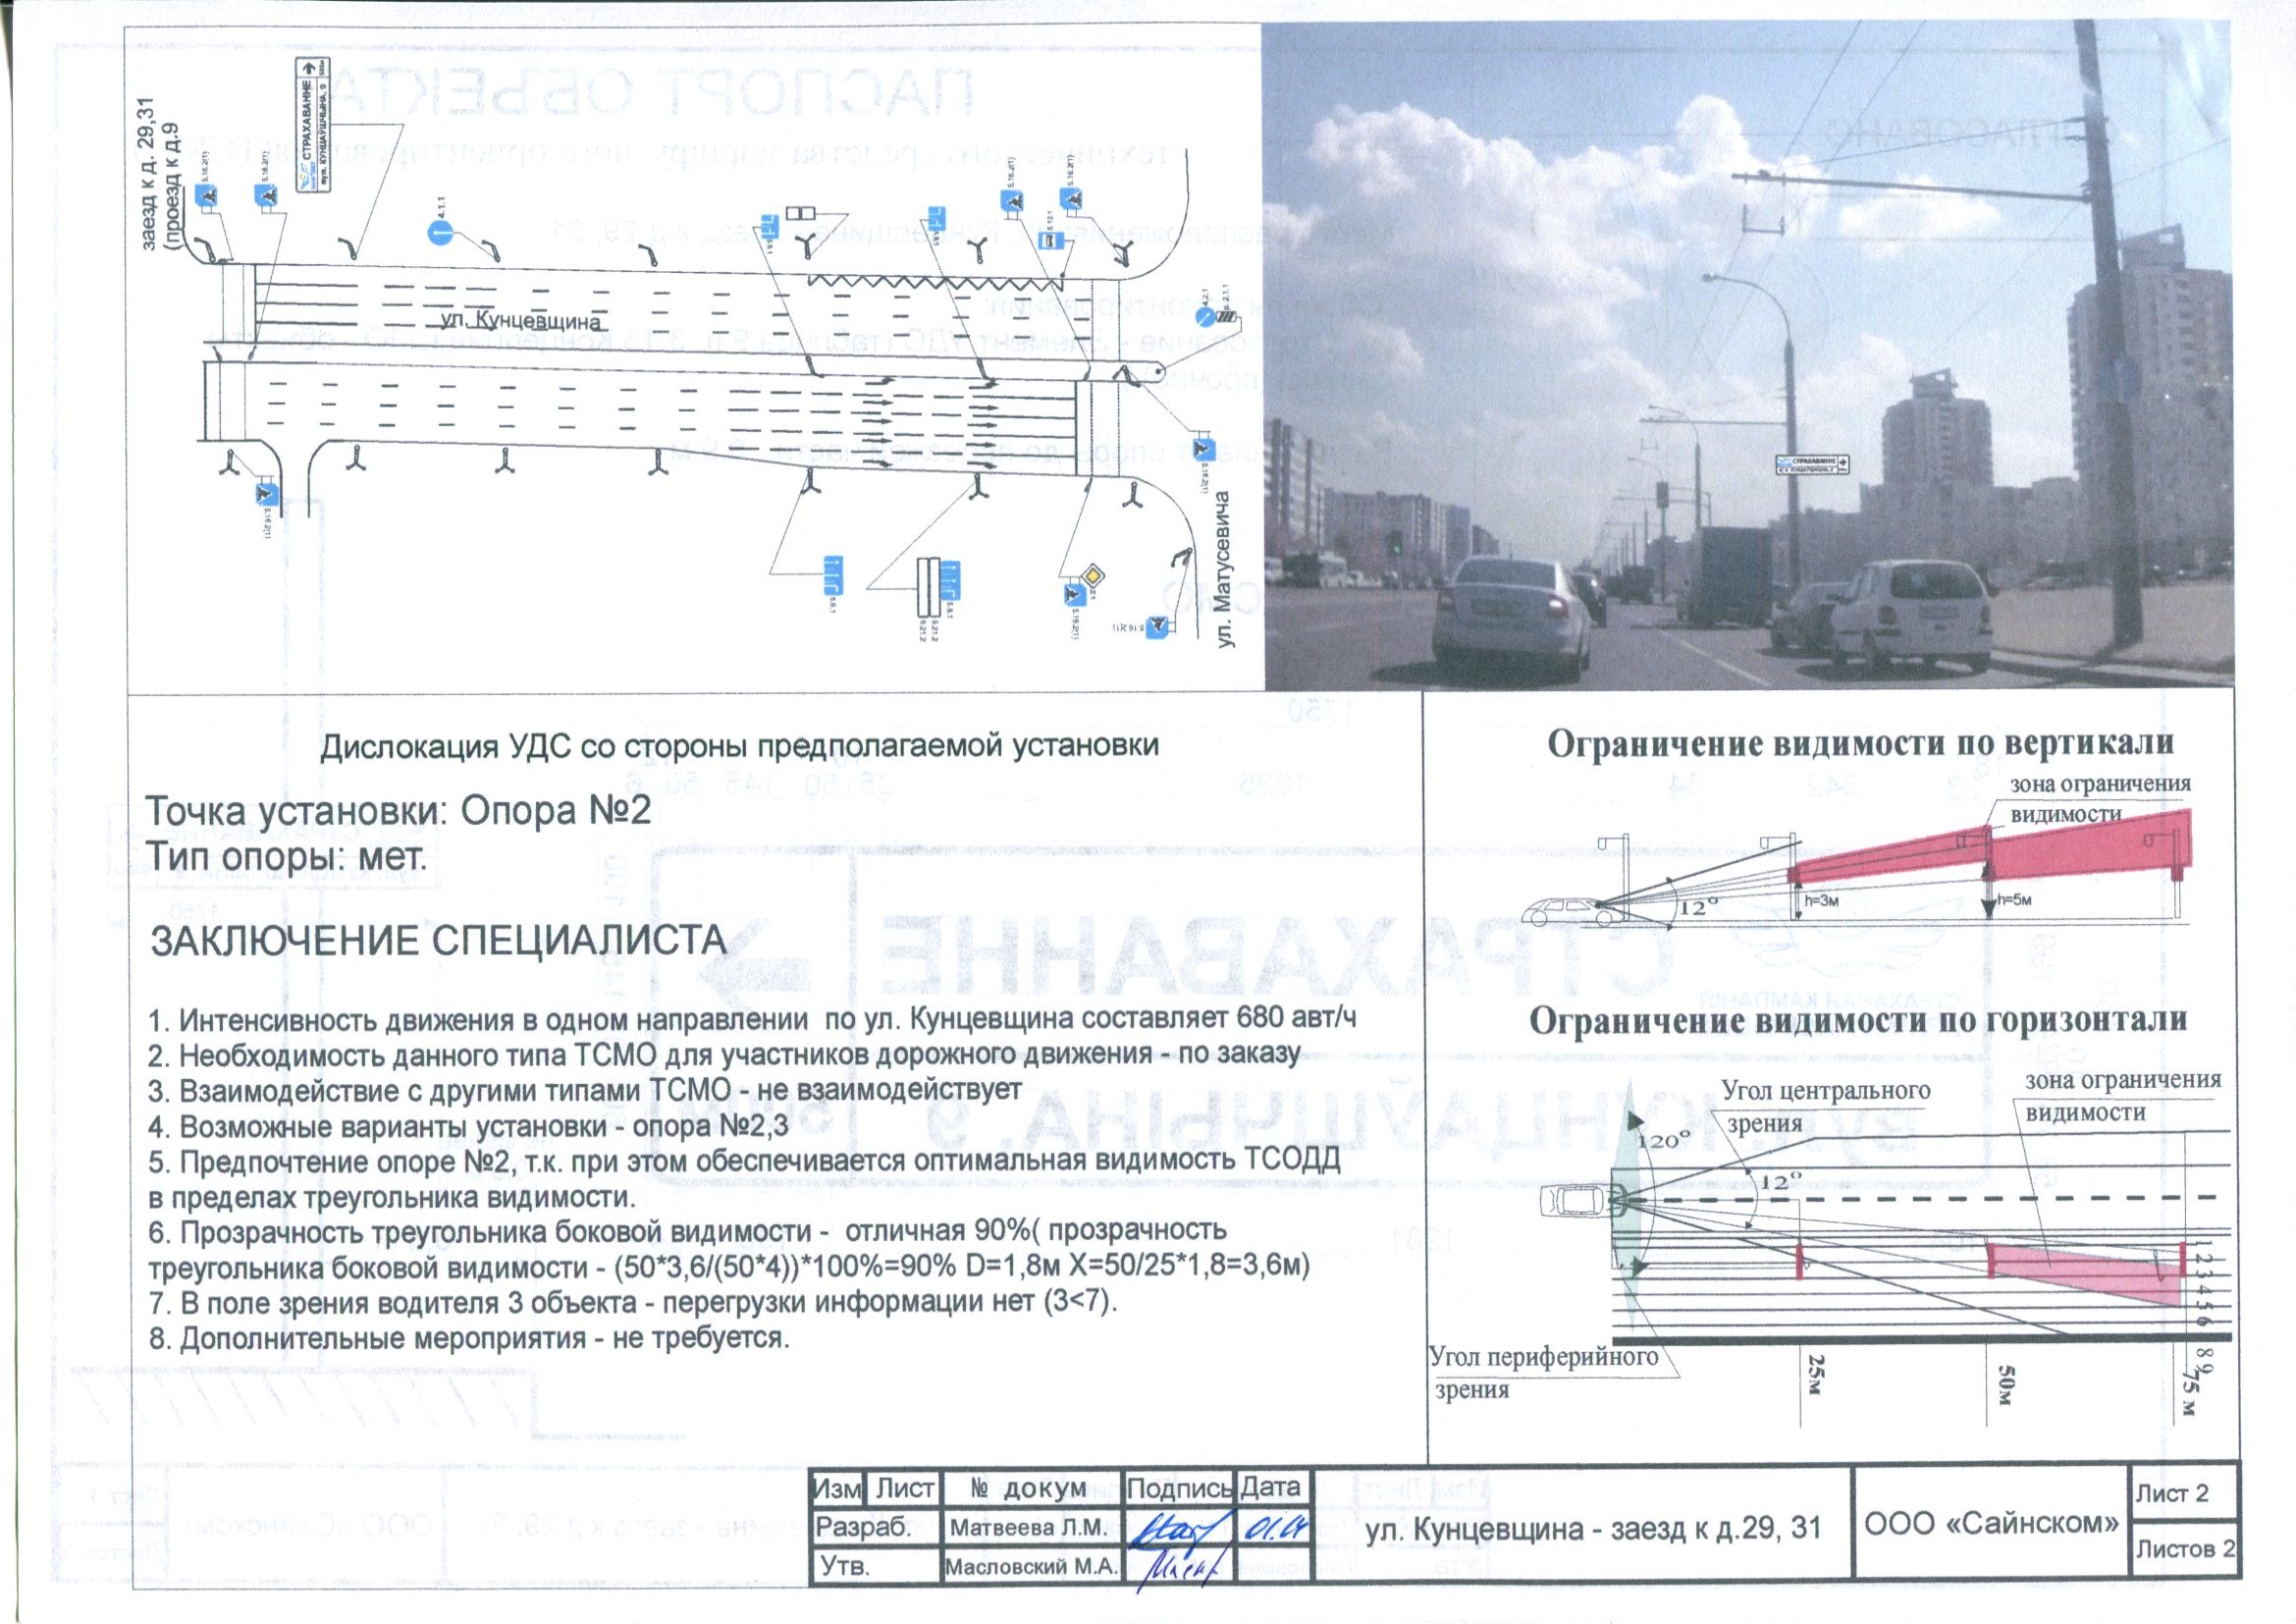 заезд к д. 29,31
(проезд к д.9
СТРАХАВАННЕ
вул. КУНЦАЎШЧЫНА, 9
500м
5.16.2(1)
5.16.2(1)
4.1.1
5.16.2(1)
5.16.2(1)
ул. Кунцевщина
4.2.1
2.1.1
5.16.2(1)
5.16.2(1)
5.8.1
5.21.2
5.21.2
5.8.1
2.1
5.16.2(1)
5.16.2(1)
ул. Матусевича
СТРАХАВАННЕ
Дислокация УДС со стороны предполагаемой установки
Точка установки: Опора №2
Тип опоры: мет.
ЗАКЛЮЧЕНИЕ СПЕЦИАЛИСТА
1. Интенсивность движения в одном направлении по ул. Кунцевщина составляет 680 авт/ч
2. Необходимость данного типа ТСМО для участников дорожного движения - по заказу
3. Взаимодействие с другими типами ТСМО - не взаимодействует
4. Возможные варианты установки - опора №2,3
5. Предпочтение опоре №2, т.к. при этом обеспечивается оптимальная видимость ТСОДД
в пределах треугольника видимости.
6. Прозрачность треугольника боковой видимости - отличная 90%( прозрачность
треугольника боковой видимости - (50*3,6/(50*4))*100%=90% D=1,8м X=50/25*1,8=3,6м)
7. В поле зрения водителя 3 объекта - перегрузки информации нет (3<7).
8. Дополнительные мероприятия - не требуется.
Ограничение видимости по вертикали
зона ограничения
видимости
12°
h=3м
h=5м
Ограничение видимости по горизонтали
Угол центрального
зрения
зона ограничения
видимости
120°
12°
1 2 3 4 5 6
8 9
Угол периферийного
зрения
25м
50м
75 м
Изм Лист № докум Подпись Дата
Разраб. Матвеева Л.М. 01.04
Утв. Масловский М.А.
ул. Кунцевщина - заезд к д.29, 31
ООО «Сайнском»
Лист 2
Листов 2